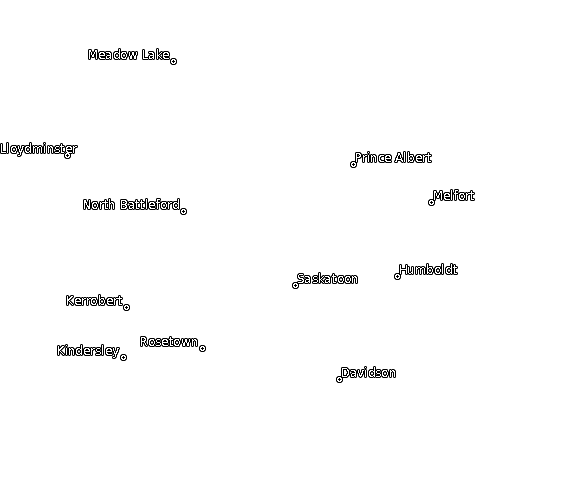 Meadow Lake
Lloydminster
Prince Albert
Melfort
North Battleford
Humboldt
Saskatoon
Kerrobert
Rosetown
Kindersley
Davidson